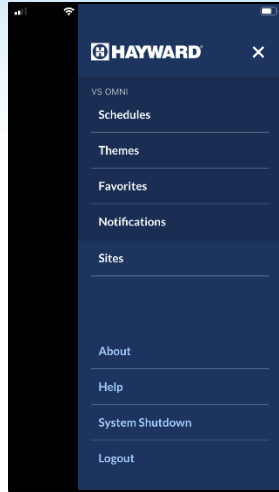 HAYWARD
VS OMNI
Schedules
Themes
Favorites
Notifications
Sites
About
Help
System Shutdown
Logout